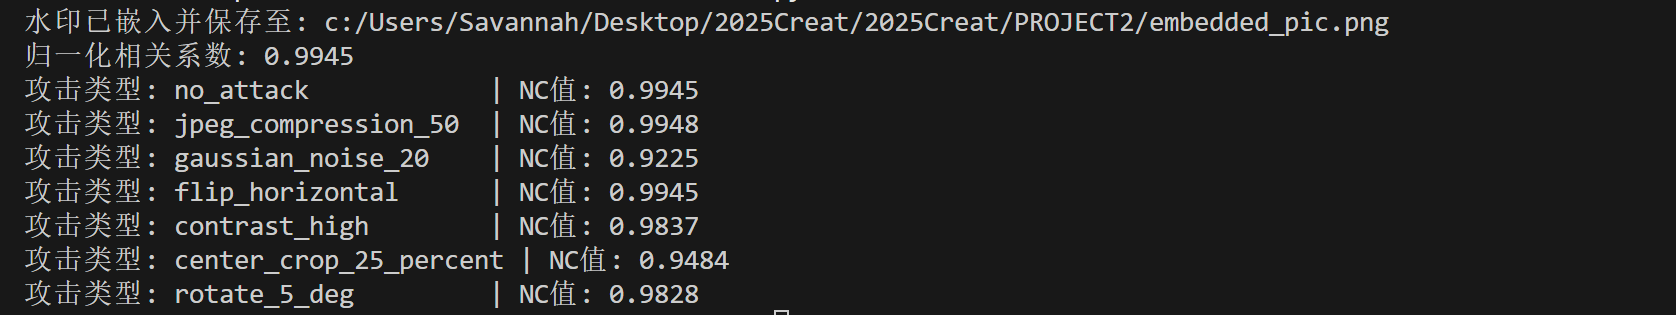 水印已嵌入并保存至: c:/Users/Savannah/Desktop/2025Creat/2025Creat/PROJECT2/embedded_pic.png
归一化相关系数: 0.9945
攻击类型: no_attack            | NC值: 0.9945
攻击类型: jpeg_compression_50  | NC值: 0.9948
攻击类型: gaussian_noise_20    | NC值: 0.9225
攻击类型: flip_horizontal      | NC值: 0.9945
攻击类型: contrast_high        | NC值: 0.9837
攻击类型: center_crop_25_percent | NC值: 0.9484
攻击类型: rotate_5_deg         | NC值: 0.9828